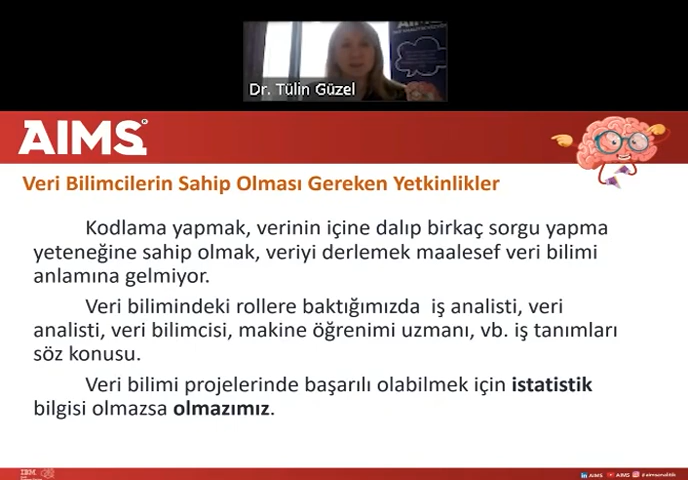 AIMS
Dr. Tülin Güzel
AIMS
Veri Bilimcilerin Sahip Olması Gereken Yetkinlikler
Kodlama yapmak, verinin içine dalıp birkaç sorgu yapma
yeteneğine sahip olmak, veriyi derlemek maalesef veri bilimi
anlamına gelmiyor.
Veri bilimindeki rollere baktığımızda iş analisti, veri
analisti, veri bilimcisi, makine öğrenimi uzmanı, vb. iş tanımları
söz konusu.
Veri bilimi projelerinde başarılı olabilmek için istatistik
bilgisi olmazsa olmazımız.
IBM
in AIMS
AIMS